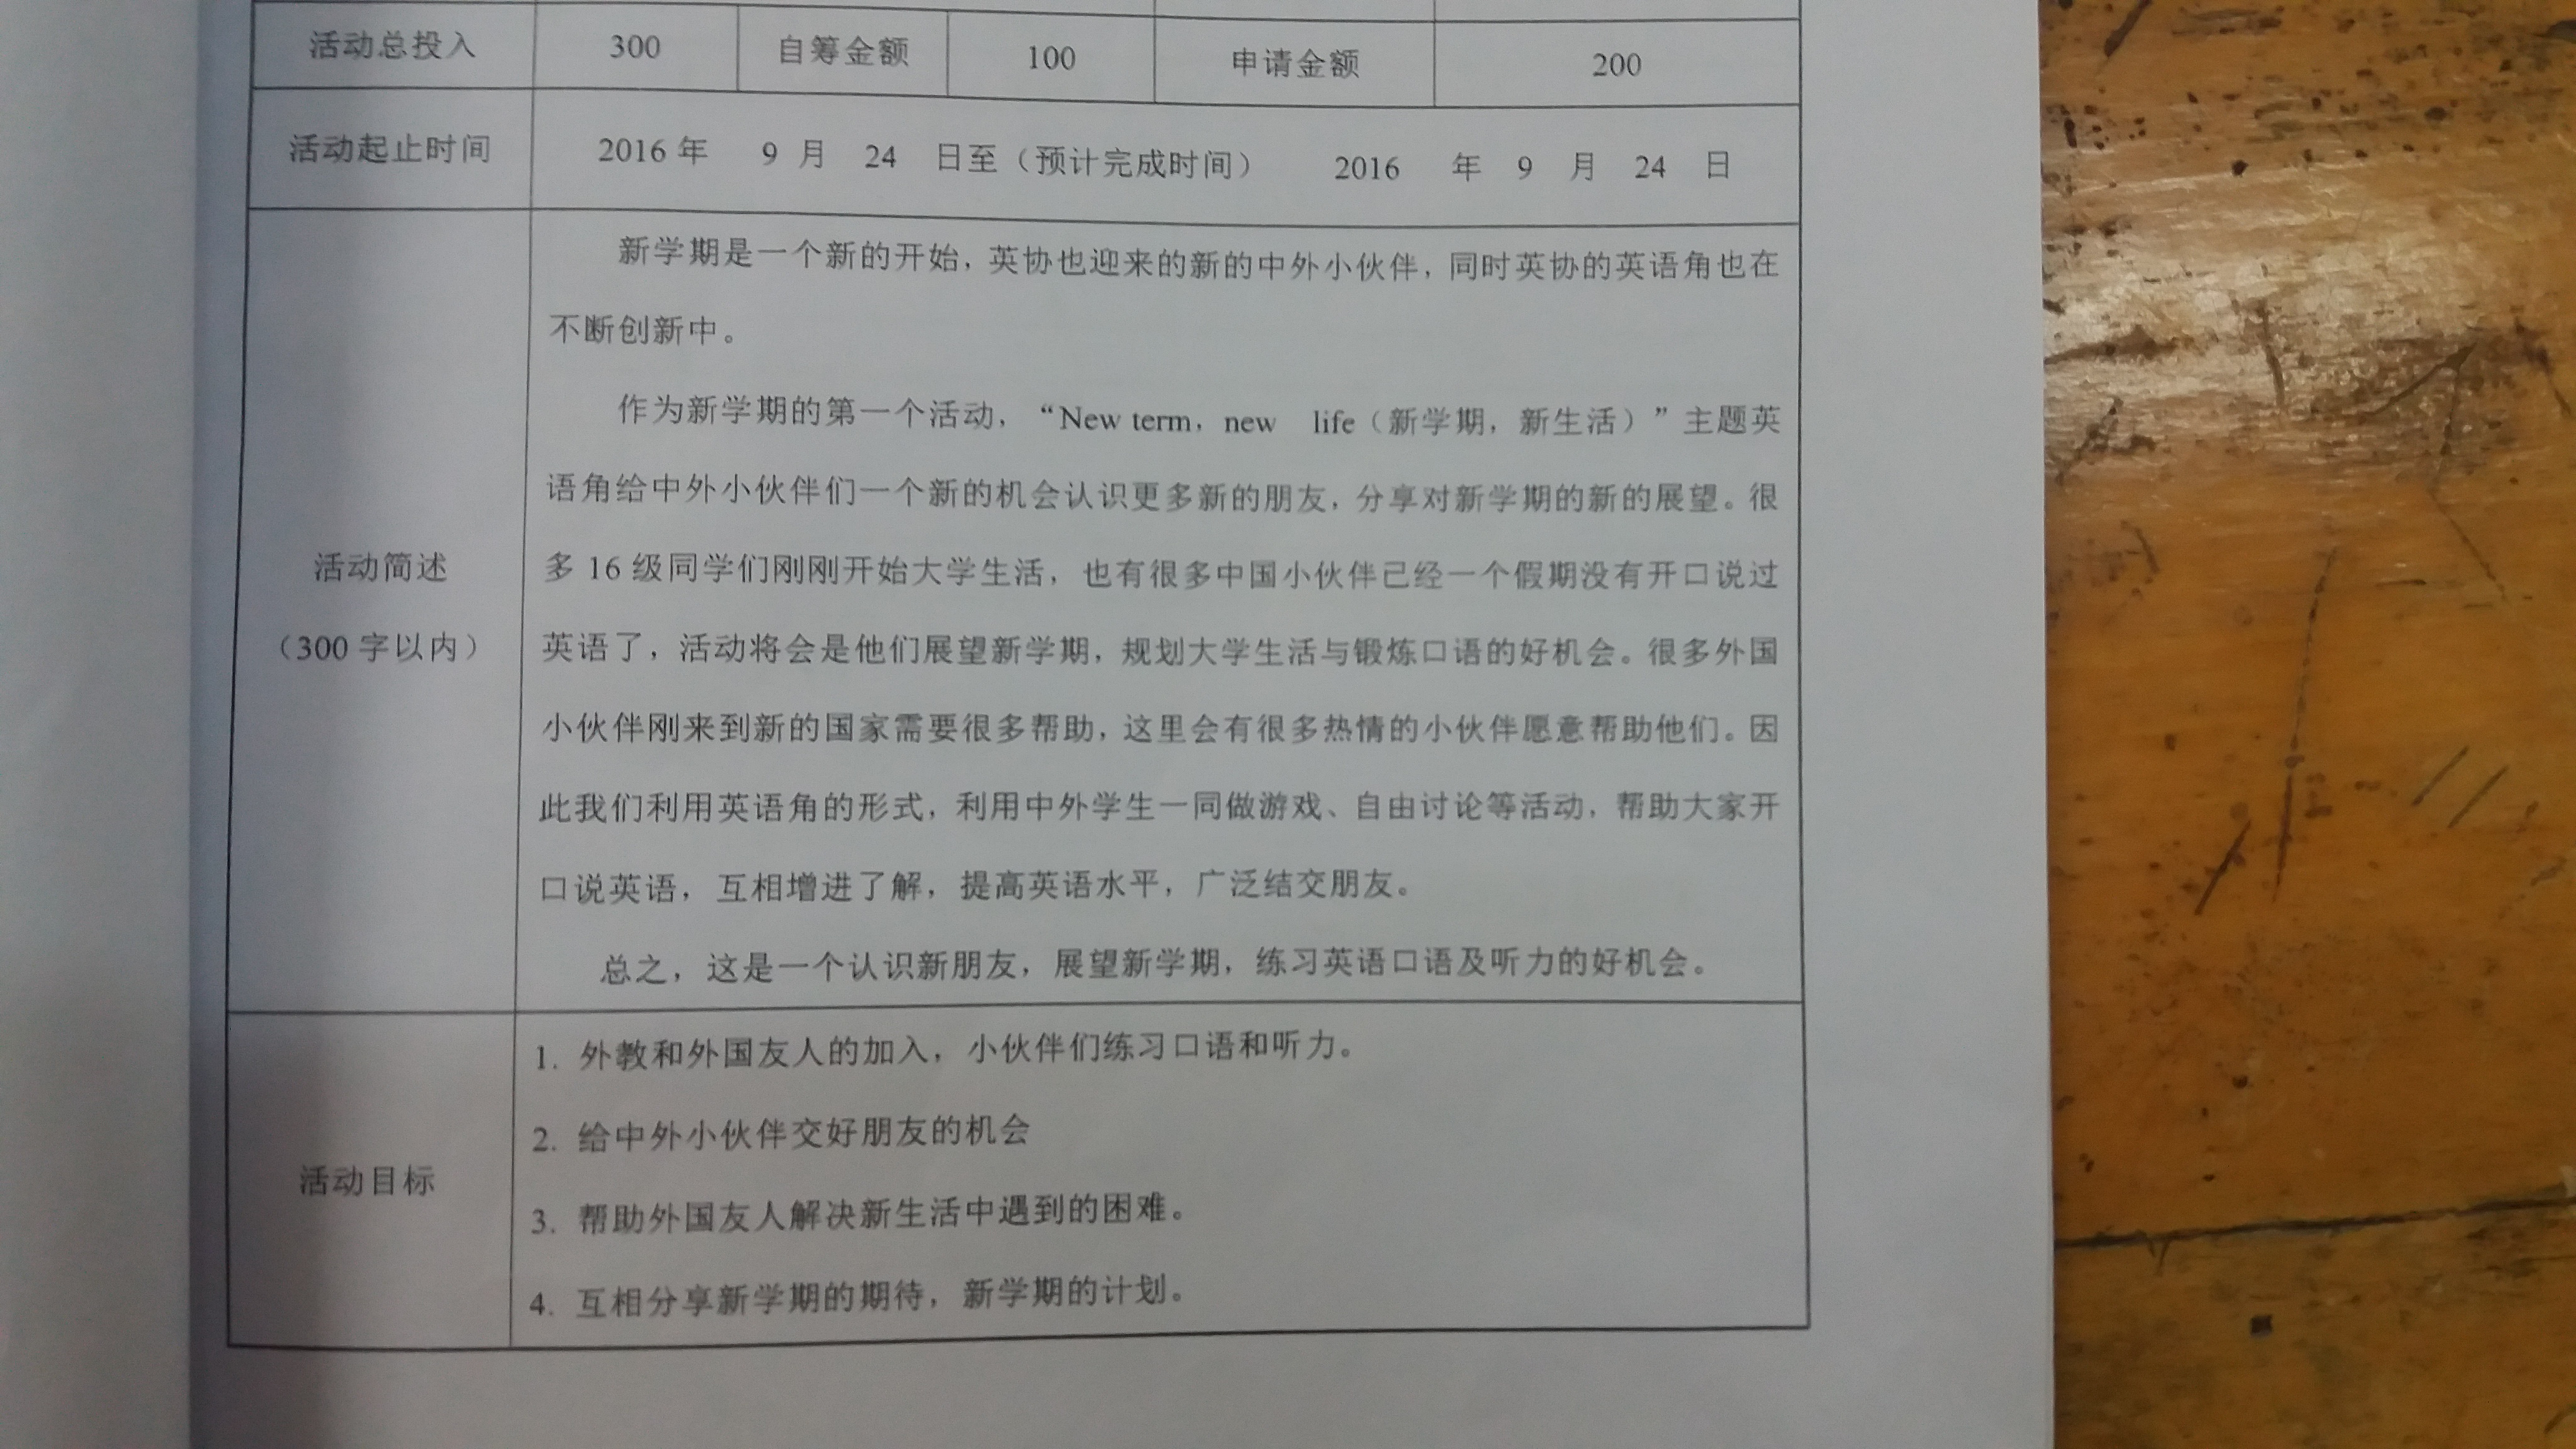 活动总投入 300 自筹金额 100 申请金额 200
活动起止时间 2016 年 9 月 24 日至（预计完成时间） 2016 年 9 月 24 日
新学期是一个新的开始，英协也迎来的新的中外小伙伴，同时英协的英语角也在
不断创新中。
作为新学期的第一个活动，“New term，new life（新学期，新生活）”主题英
语角给中外小伙伴们一个新的机会认识更多新的朋友，分享对新学期的新的展望。很
活动简述
多 16 级同学们刚刚开始大学生活，也有很多中国小伙伴已经一个假期没有开口说过
（300 字以内）
英语了，活动将会是他们展望新学期，规划大学生活与锻炼口语的好机会。很多外国
小伙伴刚来到新的国家需要很多帮助，这里会有很多热情的小伙伴愿意帮助他们。因
此我们利用英语角的形式，利用中外学生一同做游戏、自由讨论等活动，帮助大家开
口说英语，互相增进了解，提高英语水平，广泛结交朋友。
总之，这是一个认识新朋友，展望新学期，练习英语口语及听力的好机会。
活动目标
1. 外教和外国友人的加入，小伙伴们练习口语和听力。
2. 给中外小伙伴交好朋友的机会
3. 帮助外国友人解决新生活中遇到的困难。
4. 互相分享新学期的期待，新学期的计划。